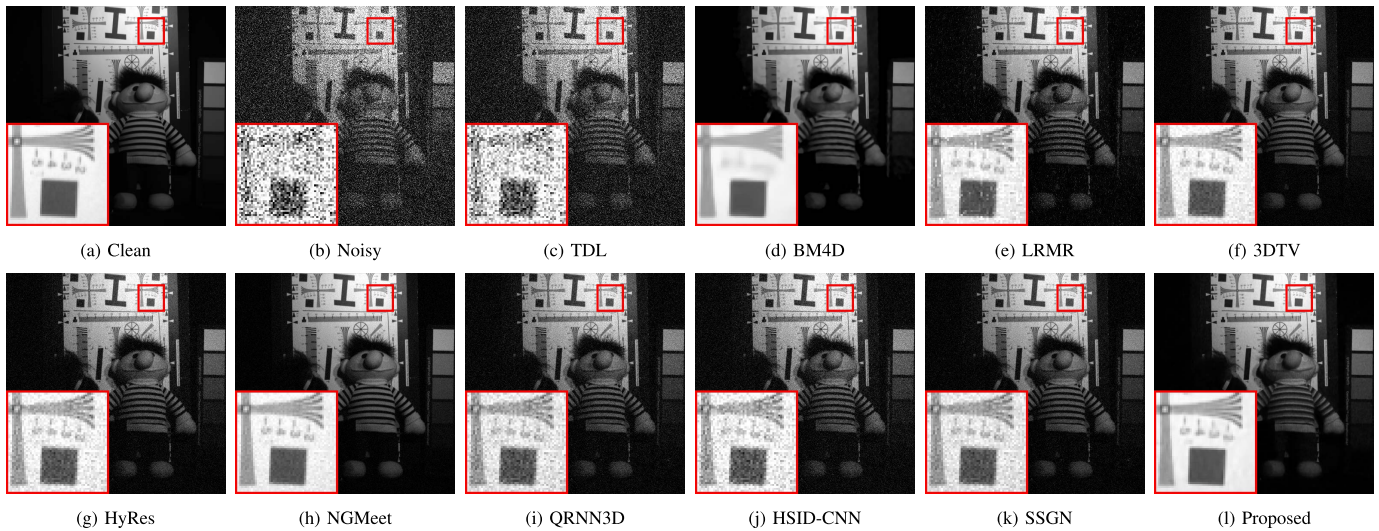 (a) Clean
(b) Noisy
(c) TDL
(d) BM4D
(e) LRMR
(f) 3DTV
(g) HyRes
(h) NGMeet
(i) QRNN3D
(j) HSID-CNN
(k) SSGN
(l) Proposed